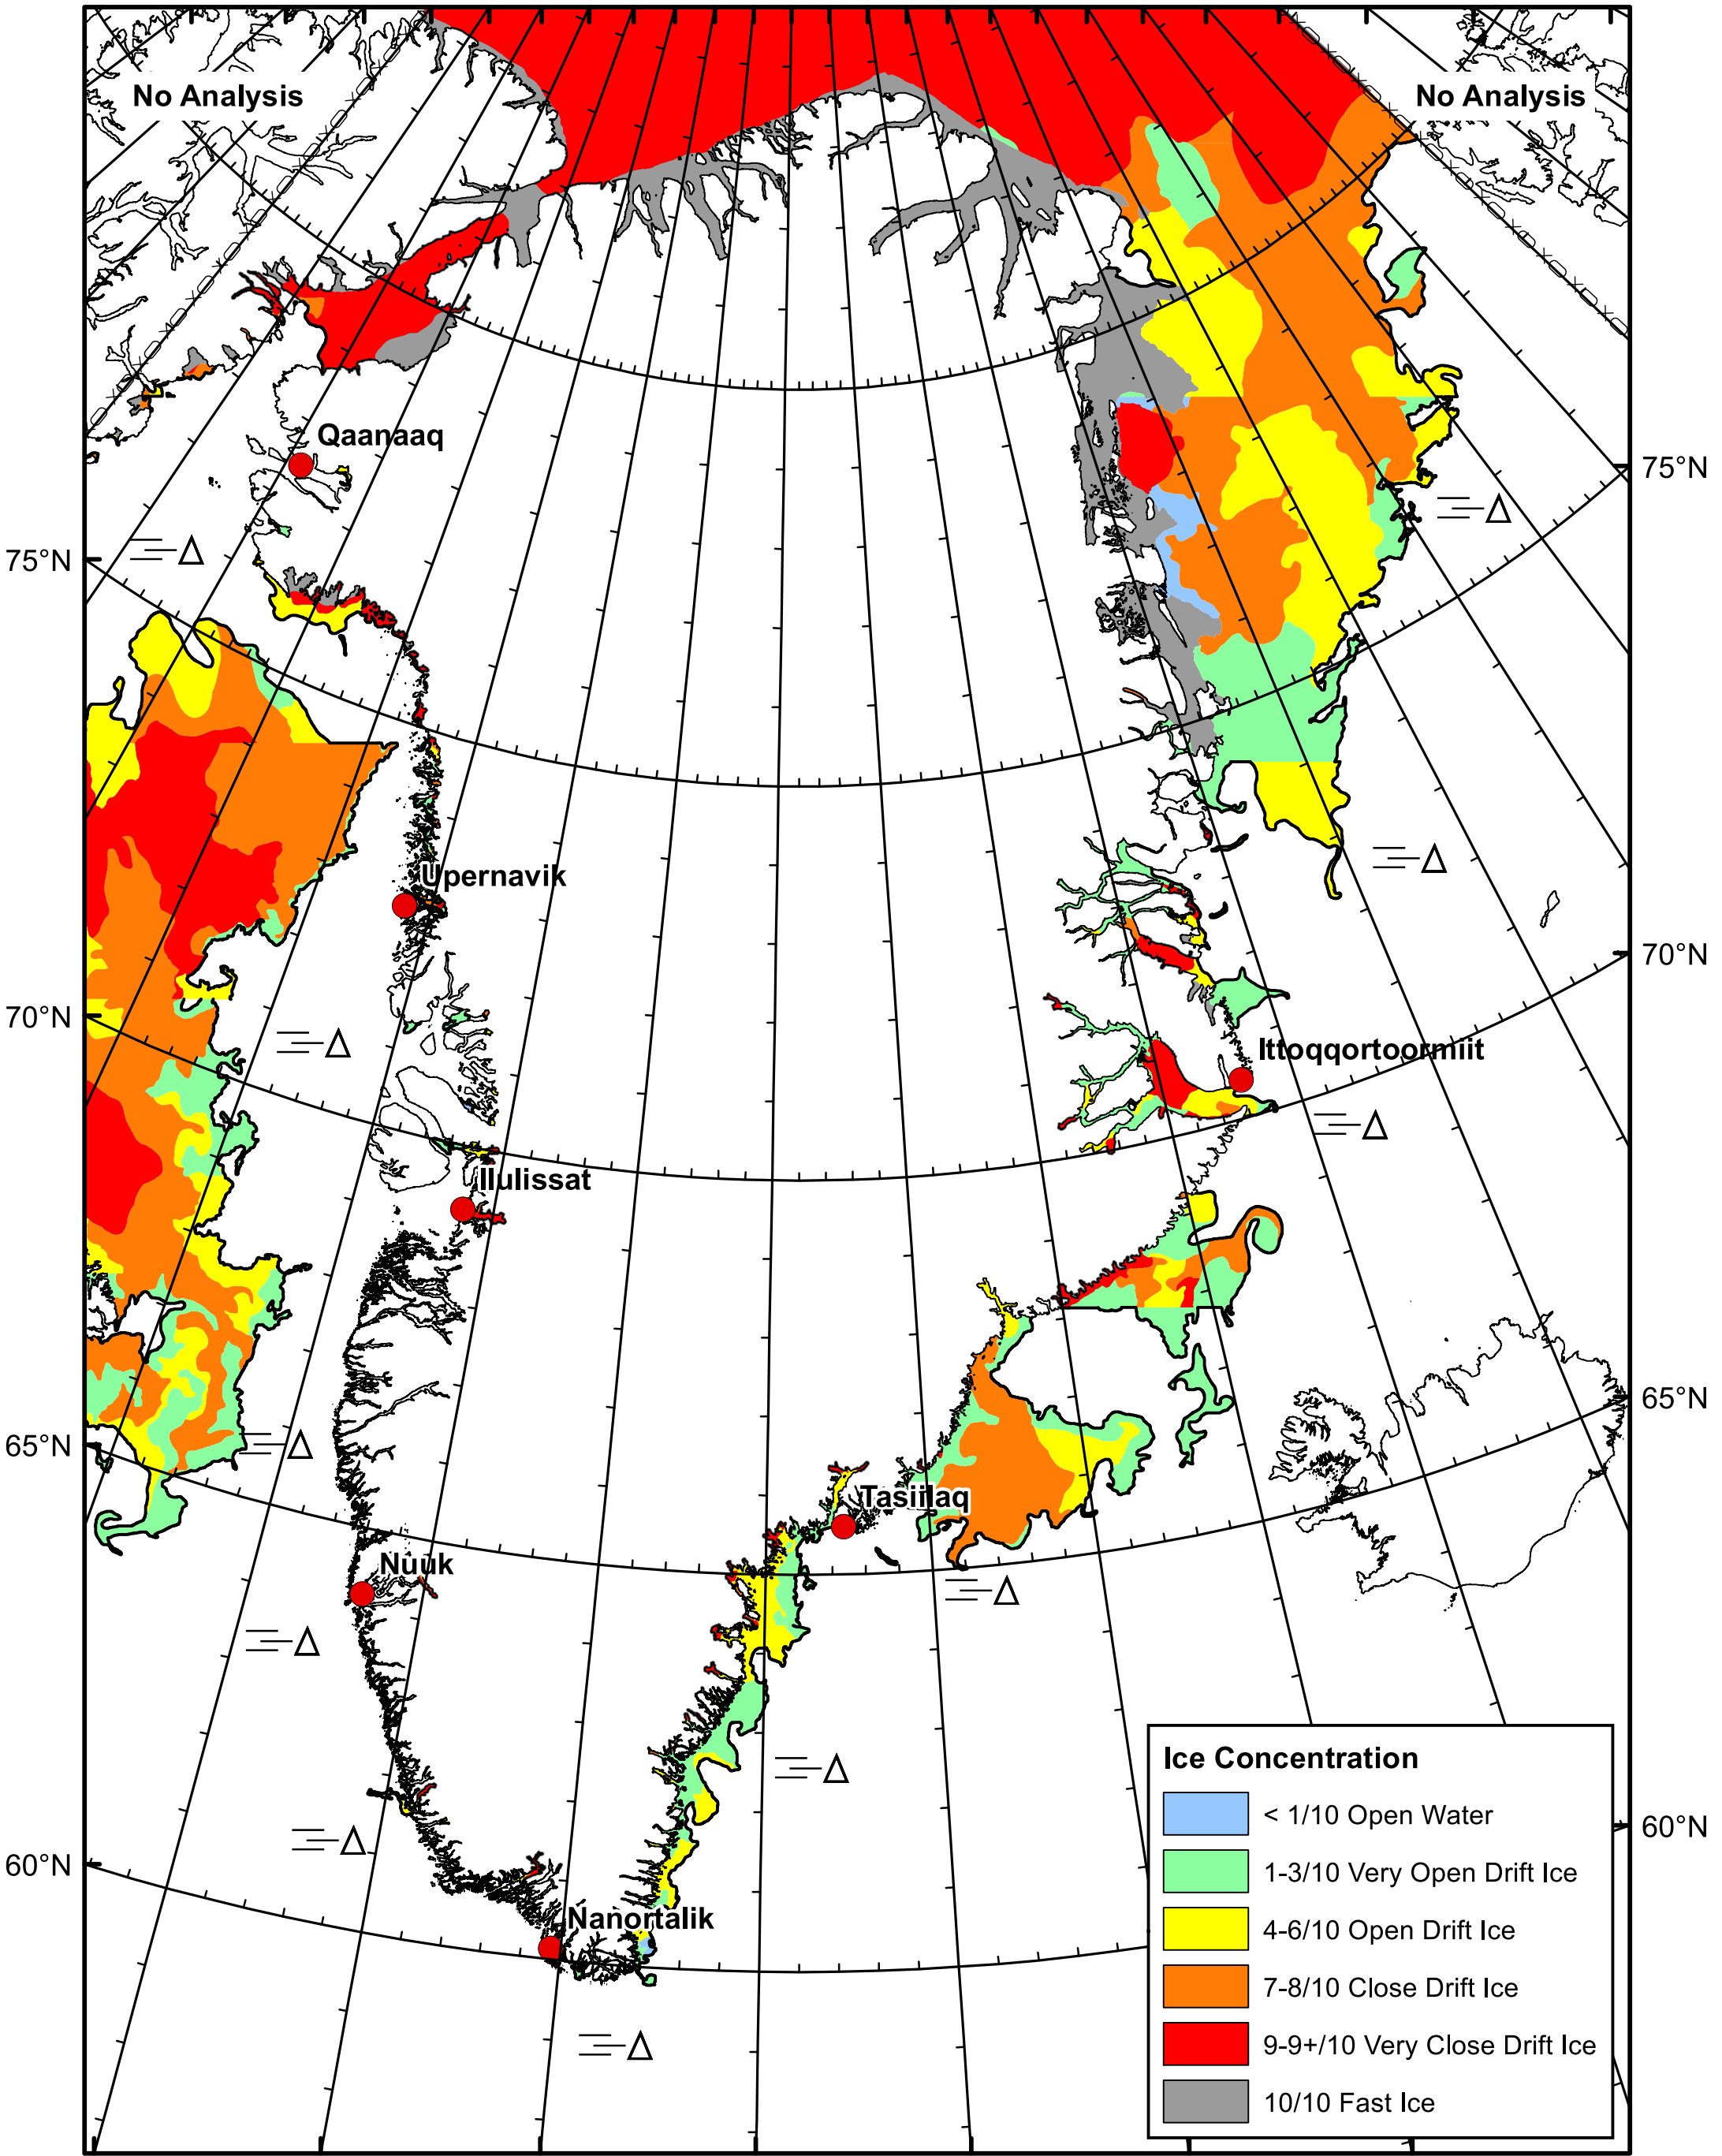 No Analysis
No Analysis
Qaanaaq
75°N
75°N
Upernavik
70°N
70°N
Ittoqqortoormiit
Ilulissat
65°N
65°N
Tasiilaq
Nuuk
60°N
60°N
Nanortalik
Ice Concentration
< 1/10 Open Water
1-3/10 Very Open Drift Ice
4-6/10 Open Drift Ice
7-8/10 Close Drift Ice
9-9+/10 Very Close Drift Ice
10/10 Fast Ice